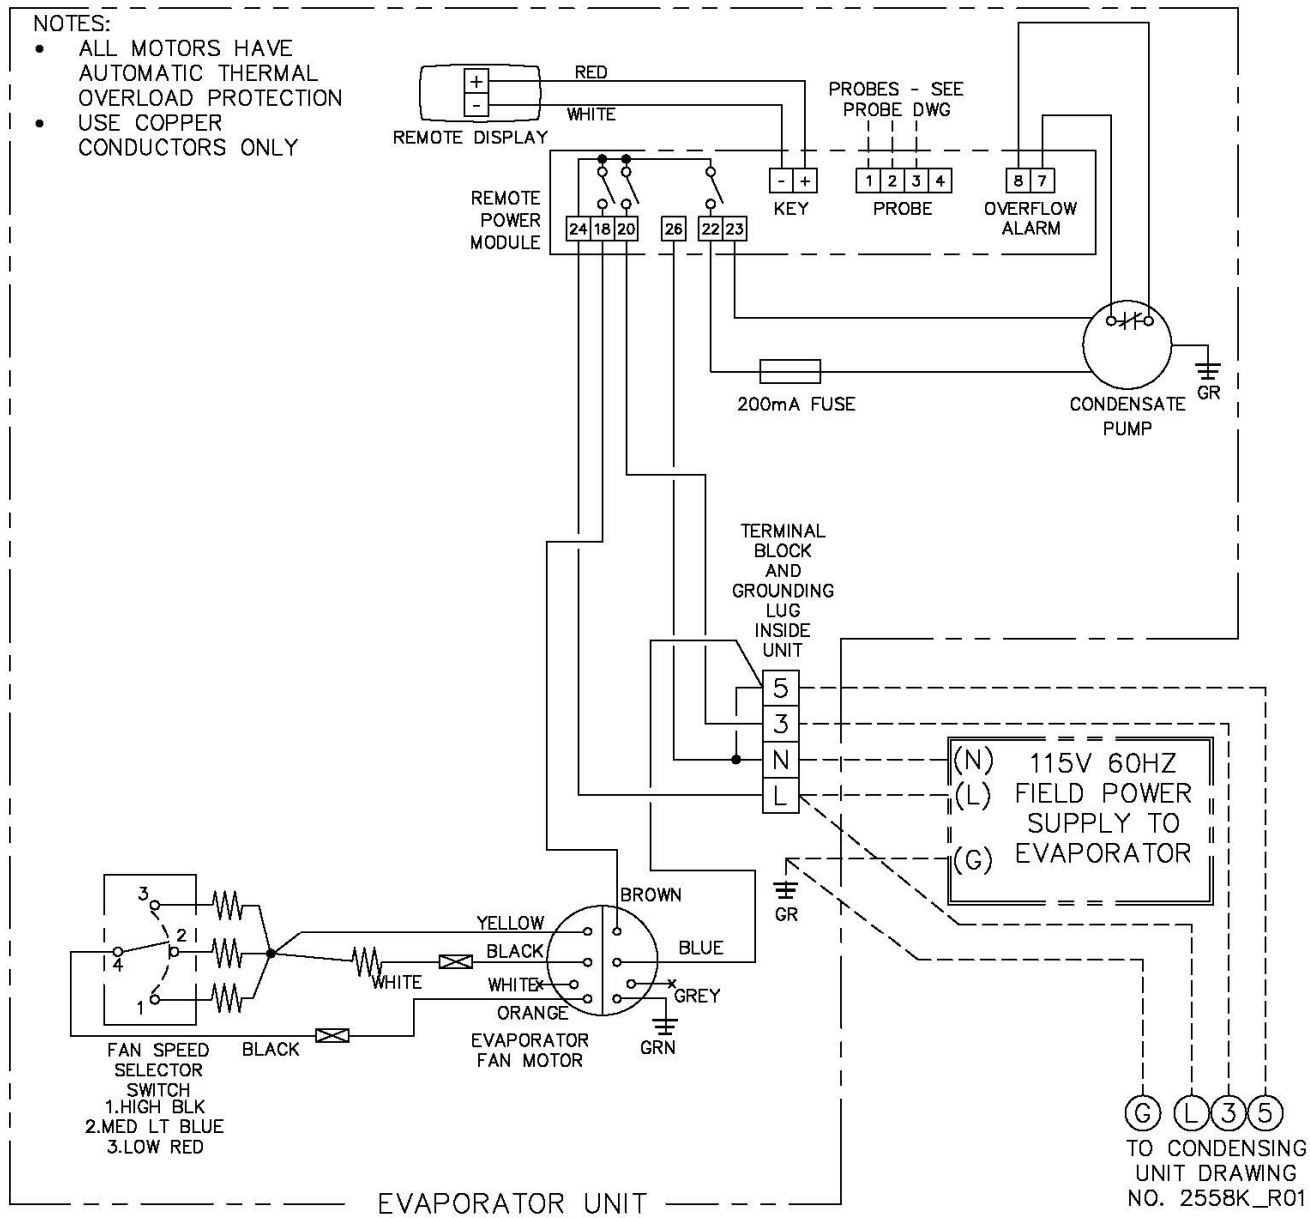 NOTES:
• ALL MOTORS HAVE
AUTOMATIC THERMAL
OVERLOAD PROTECTION
• USE COPPER
CONDUCTORS ONLY
+
-
RED
WHITE
REMOTE DISPLAY
PROBES - SEE
PROBE DWG
REMOTE
POWER
MODULE
24 18 20 26 22 23
- +
KEY
1 2 3 4
PROBE
8 7
OVERFLOW
ALARM
200mA FUSE
GR
CONDENSATE
PUMP
TERMINAL
BLOCK
AND
GROUNDING
LUG
INSIDE
UNIT
5
3
N
L
(N)
(L)
(G)
115V 60HZ
FIELD POWER
SUPPLY TO
EVAPORATOR
GR
BROWN
YELLOW
BLACK
BLUE
WHITE
WHITE
GREY
ORANGE
GRN
EVAPORATOR
FAN MOTOR
3
2
4
1
BLACK
FAN SPEED
SELECTOR
SWITCH
1.HIGH BLK
2.MED LT BLUE
3.LOW RED
G L 3 5
TO CONDENSING
UNIT DRAWING
NO. 2558K_R01
EVAPORATOR UNIT